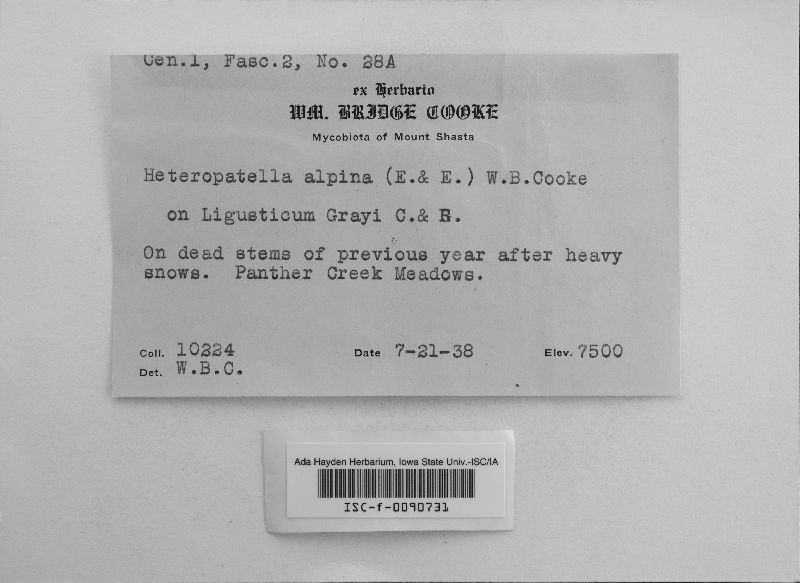 Cen.1, Fasc.2, No. 28A
ex Herbario
WM. BRIDGE COOKE
Mycobiota of Mount Shasta
Heteropatella alpina (E.& E.) W.B.Cooke
on Ligusticum Grayi C.& R.
On dead stems of previous year after heavy
snows. Panther Creek Meadows.
Coll. 10224 Date 7-21-38 Elev. 7500
Det. W.B.C.
Ada Hayden Herbarium, Iowa State Univ.-ISC/IA
ISC-f-0090731